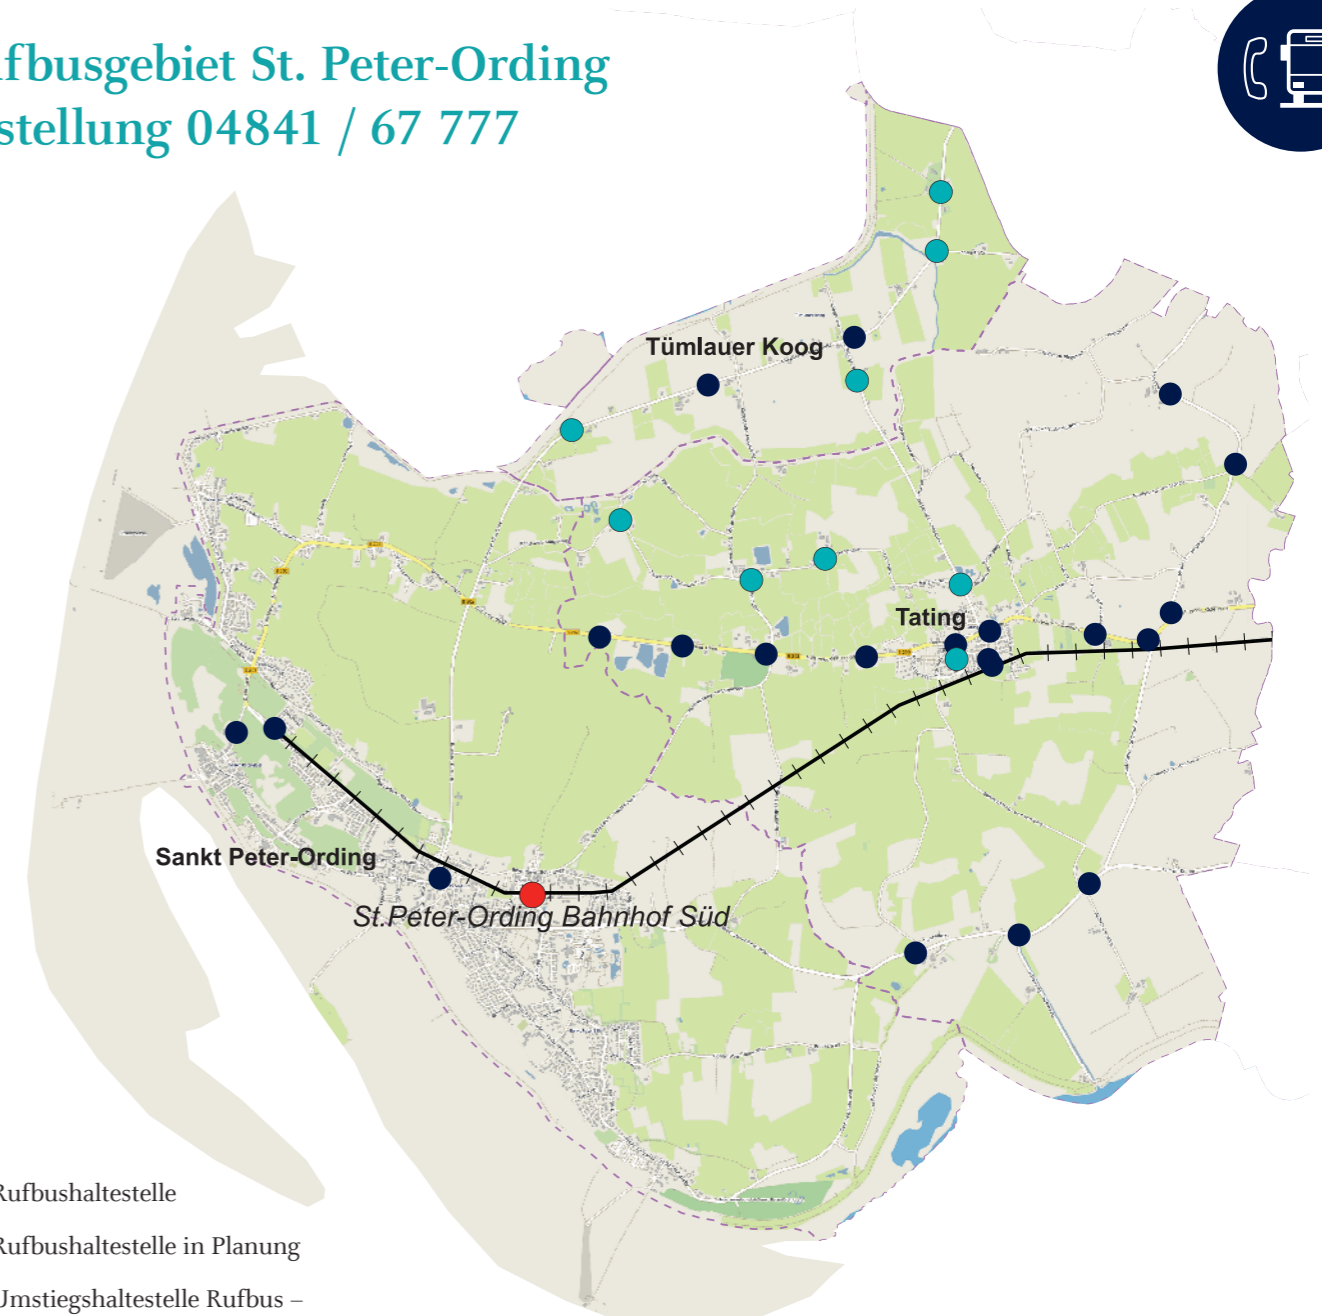 fbusgebiet St. Peter-Ording
stellung 04841 / 67 777
Tümlauer Koog
Tating
Sankt Peter-Ording
St.Peter-Ording Bahnhof Süd
Rufbushaltestelle
Rufbushaltestelle in Planung
Umstiegshaltestelle Rufbus –